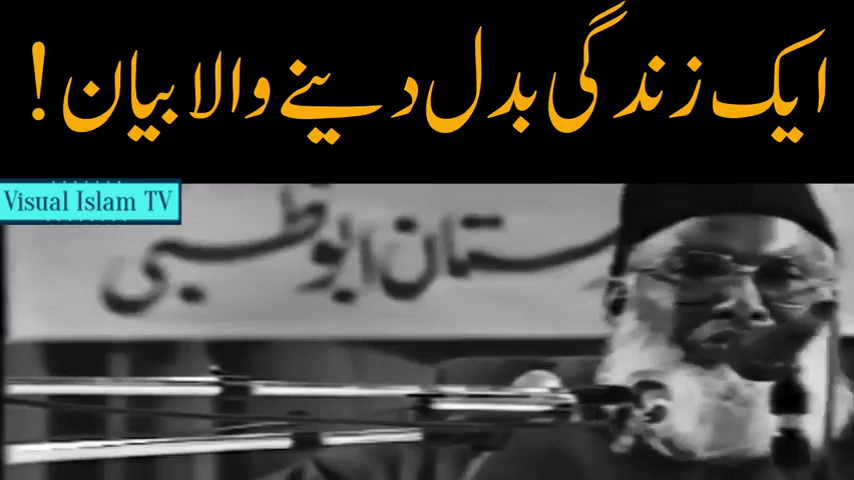 ایک زندگی بدل دینے والا بیان !
Visual Islam TV
ستان ابوظبی